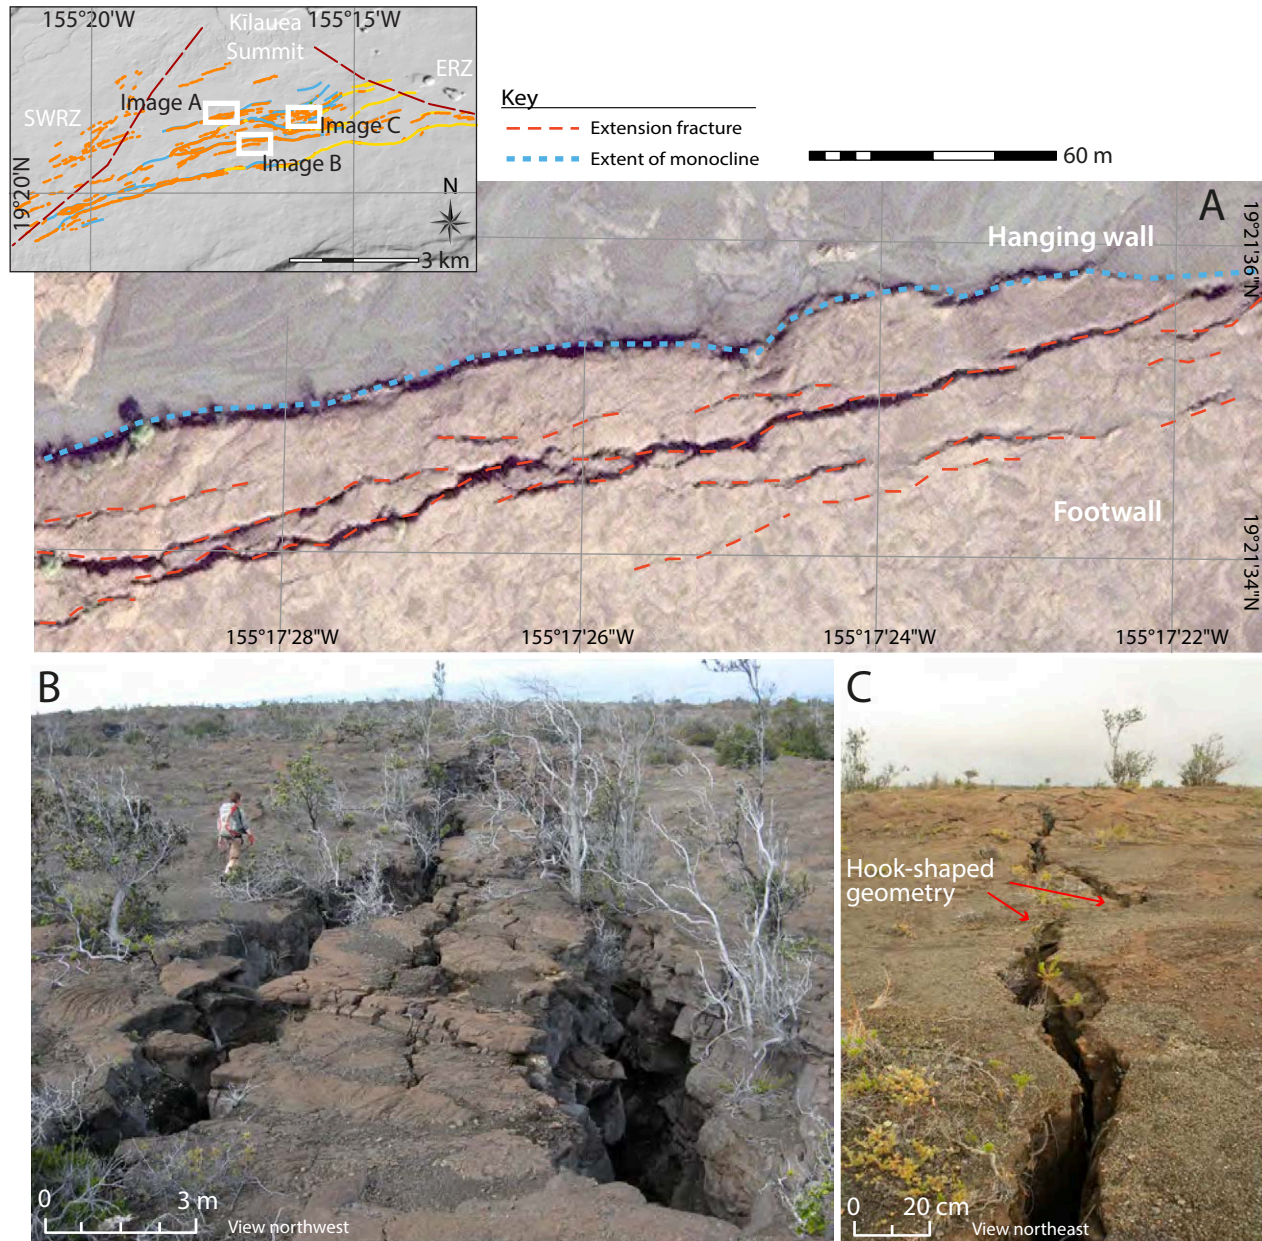 155°20'W
155°15'W
Kīlauea
Summit
ERZ
SWRZ
Image A
Image C
Image B
19°20'N
N
3 km
Key
Extension fracture
Extent of monocline
60 m
A
Hanging wall
19°21'36"N
Footwall
19°21'34"N
155°17'28"W
155°17'26"W
155°17'24"W
155°17'22"W
B
0
3 m
View northwest
C
Hook-shaped
geometry
0
20 cm
View northeast